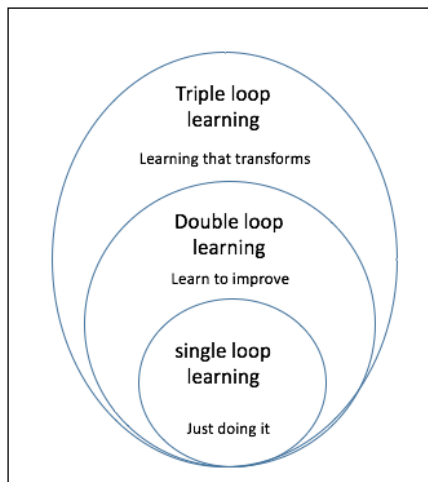 Triple loop
learning
Learning that transforms
Double loop
learning
Learn to improve
single loop
learning
Just doing it